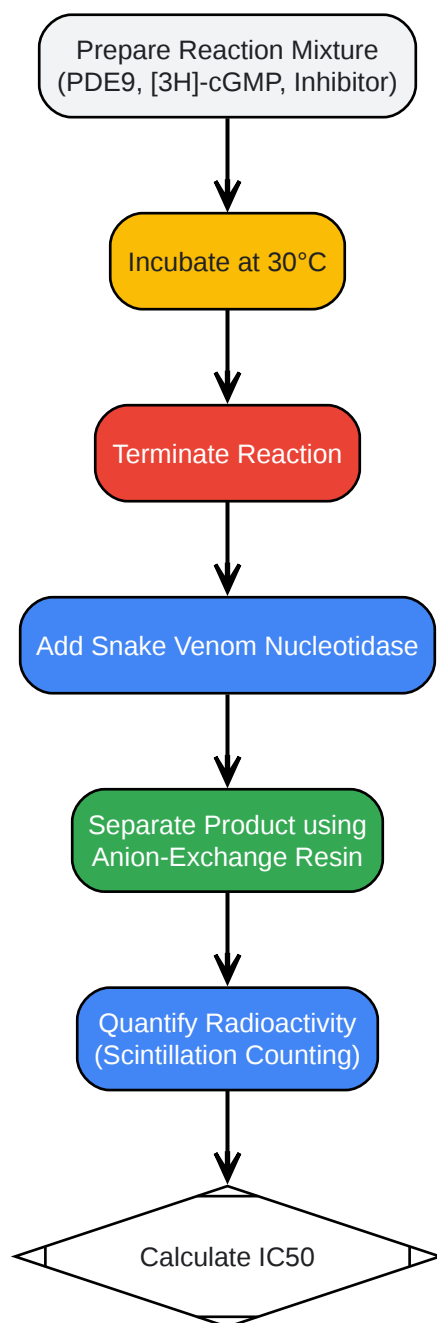 Prepare Reaction Mixture
(PDE9, [3H]-cGMP, Inhibitor)
Incubate at 30°C
Terminate Reaction
Add Snake Venom Nucleotidase
Separate Product using
Anion-Exchange Resin
Quantify Radioactivity
(Scintillation Counting)
Calculate IC50